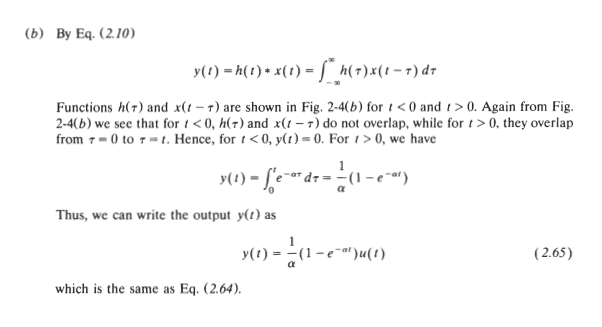 (b) By Eq. (2.10)
y(t) = h(t) * x(t) = ∫_{-∞}^{∞} h(τ)x(t − τ) dτ
Functions h(τ) and x(t − τ) are shown in Fig. 2-4(b) for t < 0 and t > 0. Again from Fig.
2-4(b) we see that for t < 0, h(τ) and x(t − τ) do not overlap, while for t > 0, they overlap
from τ = 0 to τ = t. Hence, for t < 0, y(t) = 0. For t > 0, we have
y(t) = ∫_{0}^{t} e^{-ατ} dτ = 1/α (1 − e^{-αt})
Thus, we can write the output y(t) as
y(t) = 1/α (1 − e^{-αt})u(t) (2.65)
which is the same as Eq. (2.64).